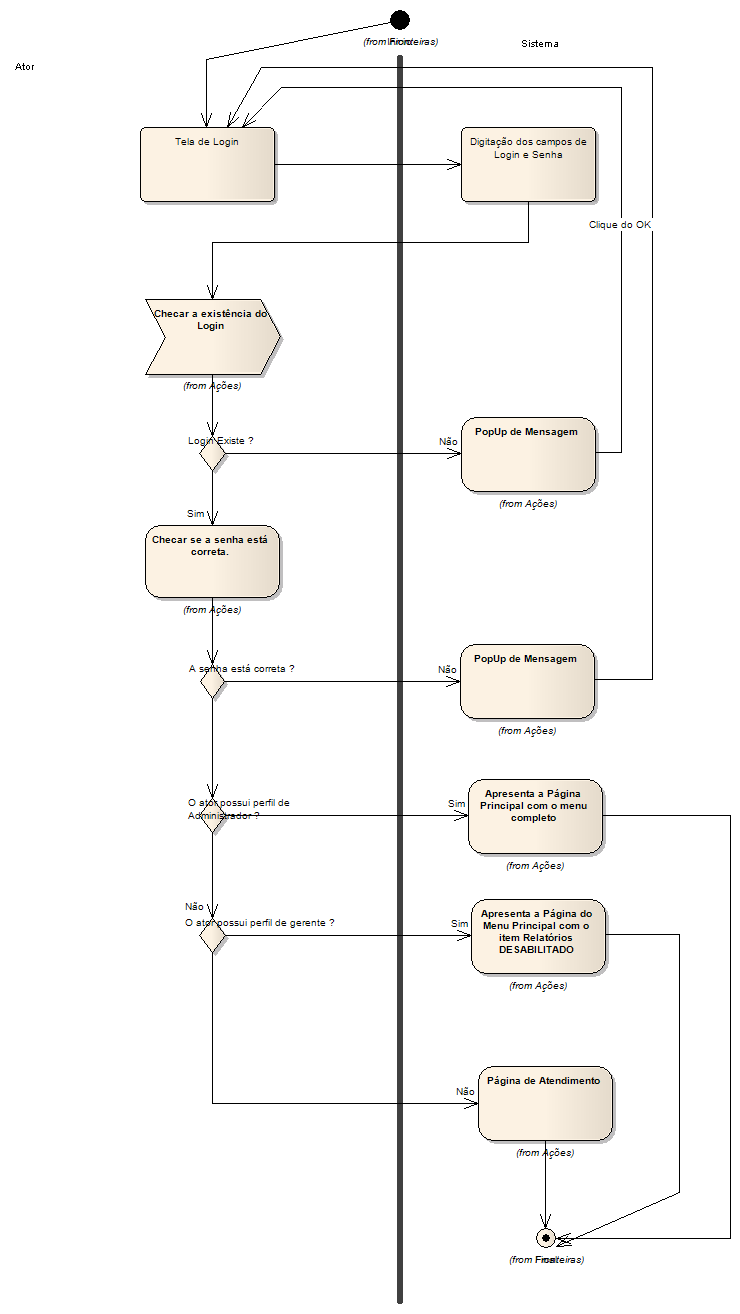 (from Fronteiras)
Sistema
Ator
Tela de Login
Digitação dos campos de
Login e Senha
Clique do OK
Checar a existência do
Login
(from Ações)
Login Existe ?
Não
PopUp de Mensagem
(from Ações)
Sim
Checar se a senha está
correta.
(from Ações)
A senha está correta ?
Não
PopUp de Mensagem
(from Ações)
O ator possui perfil de
Administrador ?
Sim
Apresenta a Página
Principal com o menu
completo
(from Ações)
Não
O ator possui perfil de gerente ?
Sim
Apresenta a Página do
Menu Principal com o
item Relatórios
DESABILITADO
(from Ações)
Não
Página de Atendimento
(from Ações)
(from Fronteiras)